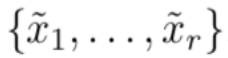 {x̃₁, . . . , x̃ᵣ}